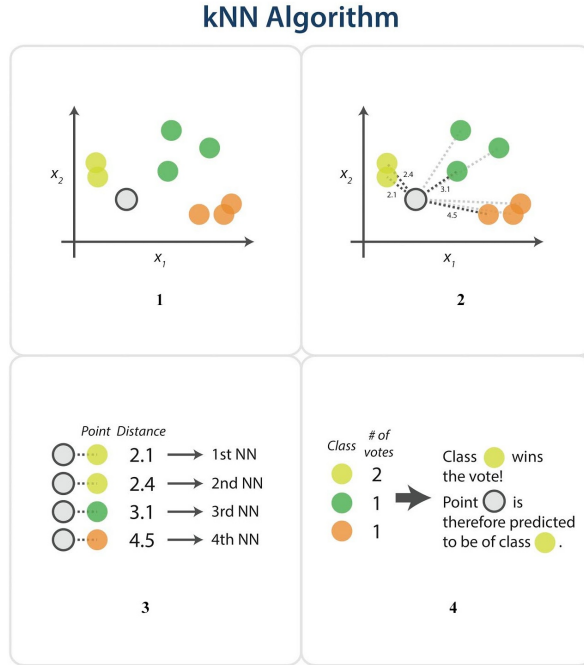 kNN Algorithm
x2
x1
1
x2
2.4
2.1
3.1
4.5
x1
2
Point Distance
2.1 1st NN
2.4 2nd NN
3.1 3rd NN
4.5 4th NN
3
Class # of votes
2
1
1
Class wins
the vote!
Point is
therefore predicted
to be of class .
4